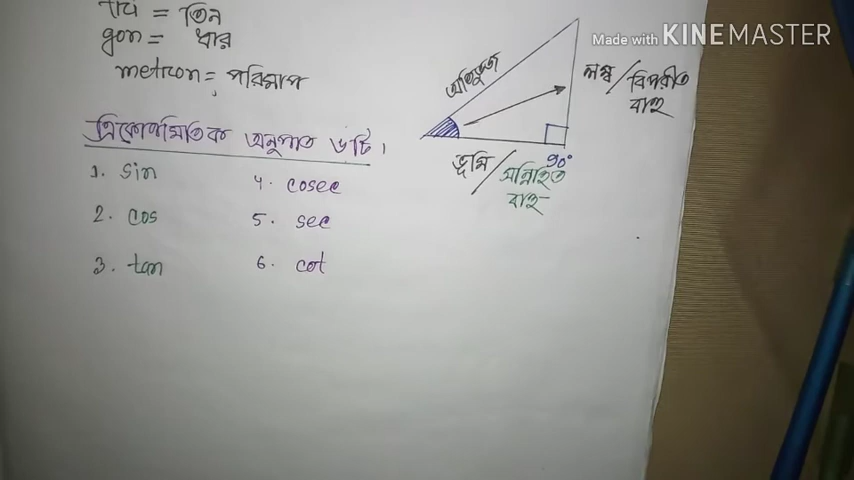 tri = তিন
gon = ধার
metron = পরিমাপ
ত্রিকোণমিতিক অনুপাত ৬টি।
1. sin
2. cos
3. tan
4. cosec
5. sec
6. cot
অতিভুজ
লম্ব/বিপরীত
বাহু
90°
ভূমি/সন্নিহিত
বাহু
Made with KINEMASTER